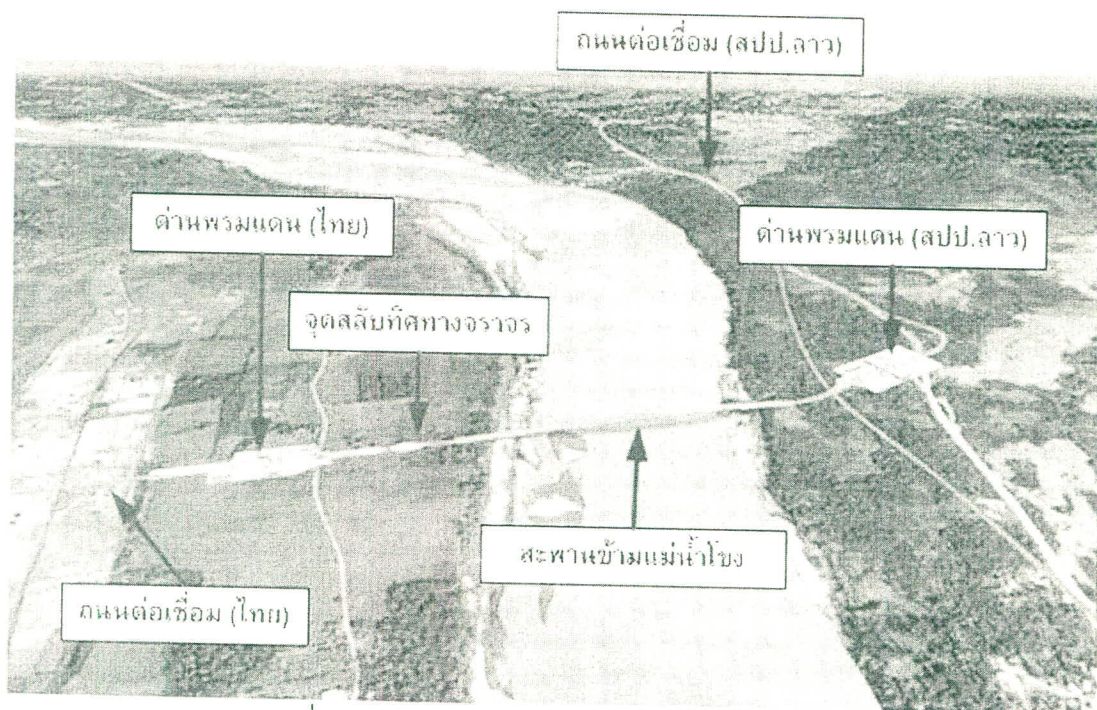 ถนนต่อเชื่อม (สปป.ลาว)
ด่านพรมแดน (ไทย)
ด่านพรมแดน (สปป.ลาว)
จุดสลับทิศทางจราจร
สะพานข้ามแม่น้ำโขง
ถนนต่อเชื่อม (ไทย)